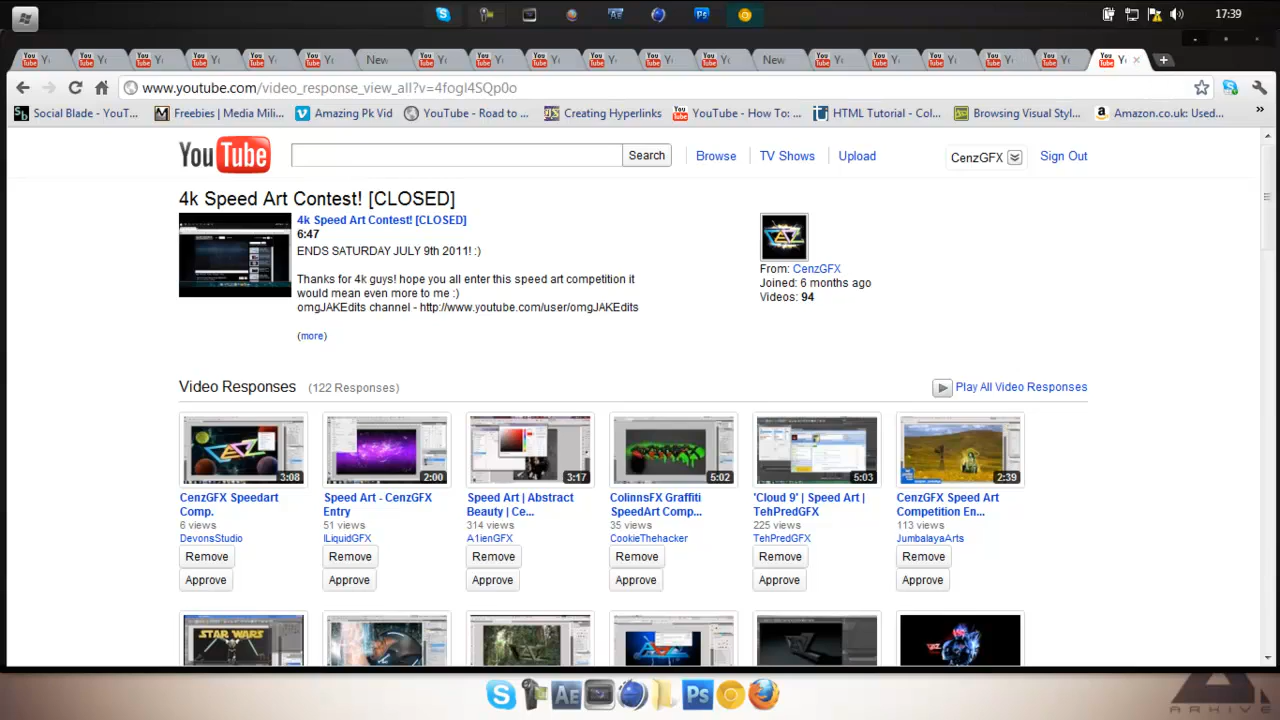 17:39
New
New
www.youtube.com/video_response_view_all?v=4fogl4SQp0o
Social Blade - YouT...
Freebies | Media Mili...
Amazing Pk Vid
YouTube - Road to ...
Creating Hyperlinks
YouTube - How To: ...
HTML Tutorial - Col...
Browsing Visual Styl...
Amazon.co.uk: Used...
YouTube
Search
Browse
TV Shows
Upload
CenzGFX
Sign Out
4k Speed Art Contest! [CLOSED]
4k Speed Art Contest! [CLOSED]
6:47
ENDS SATURDAY JULY 9th 2011! :)
Thanks for 4k guys! hope you all enter this speed art competition it
would mean even more to me :)
omgJAKEdits channel - http://www.youtube.com/user/omgJAKEdits
(more)
From: CenzGFX
Joined: 6 months ago
Videos: 94
Video Responses (122 Responses)
Play All Video Responses
3:08
CenzGFX Speedart
Comp.
6 views
DevonsStudio
Remove
Approve
2:00
Speed Art - CenzGFX
Entry
51 views
ILiquidGFX
Remove
Approve
3:17
Speed Art | Abstract
Beauty | Ce...
314 views
A1ienGFX
Remove
Approve
5:02
ColinnsFX Graffiti
SpeedArt Comp...
35 views
CookieThehacker
Remove
Approve
5:03
'Cloud 9' | Speed Art |
TehPredGFX
225 views
TehPredGFX
Remove
Approve
2:39
CenzGFX Speed Art
Competition En...
113 views
JumbalayaArts
Remove
Approve
STAR WARS
Ae
Ps
ARKIVE